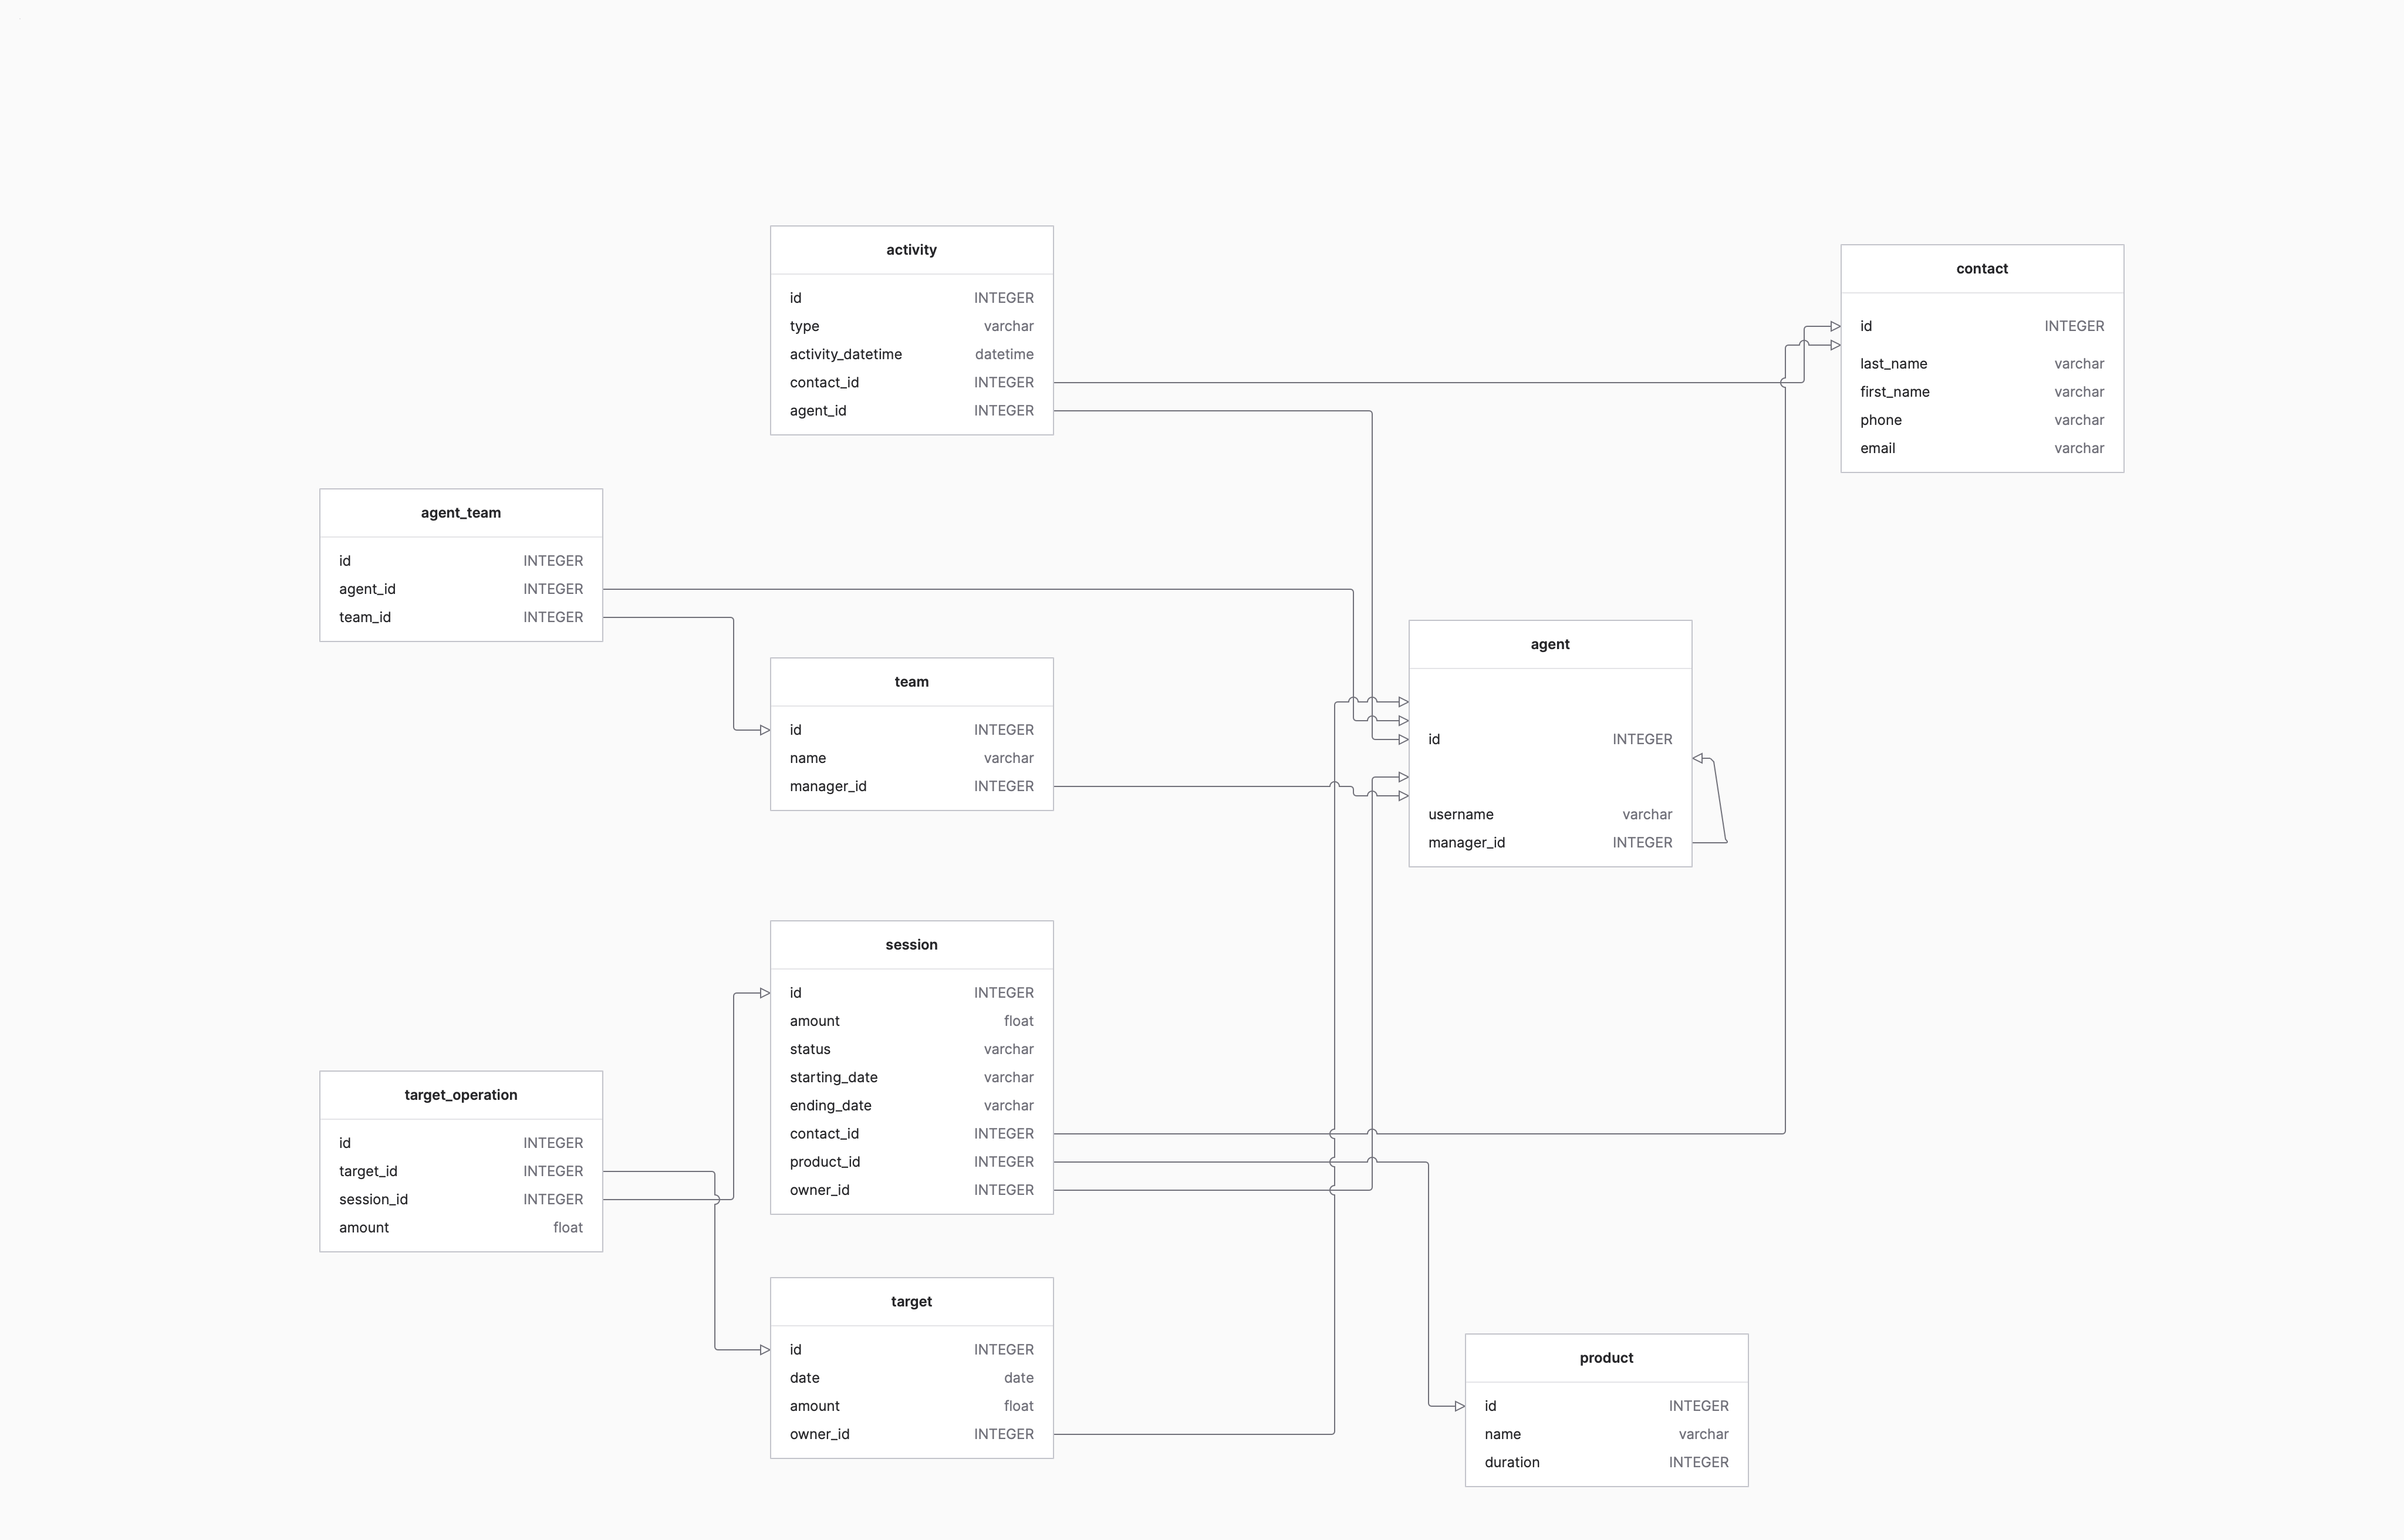 activity
id INTEGER
type varchar
activity_datetime datetime
contact_id INTEGER
agent_id INTEGER
contact
id INTEGER
last_name varchar
first_name varchar
phone varchar
email varchar
agent_team
id INTEGER
agent_id INTEGER
team_id INTEGER
team
id INTEGER
name varchar
manager_id INTEGER
agent
id INTEGER
username varchar
manager_id INTEGER
session
id INTEGER
amount float
status varchar
starting_date varchar
ending_date varchar
contact_id INTEGER
product_id INTEGER
owner_id INTEGER
target_operation
id INTEGER
target_id INTEGER
session_id INTEGER
amount float
target
id INTEGER
date date
amount float
owner_id INTEGER
product
id INTEGER
name varchar
duration INTEGER